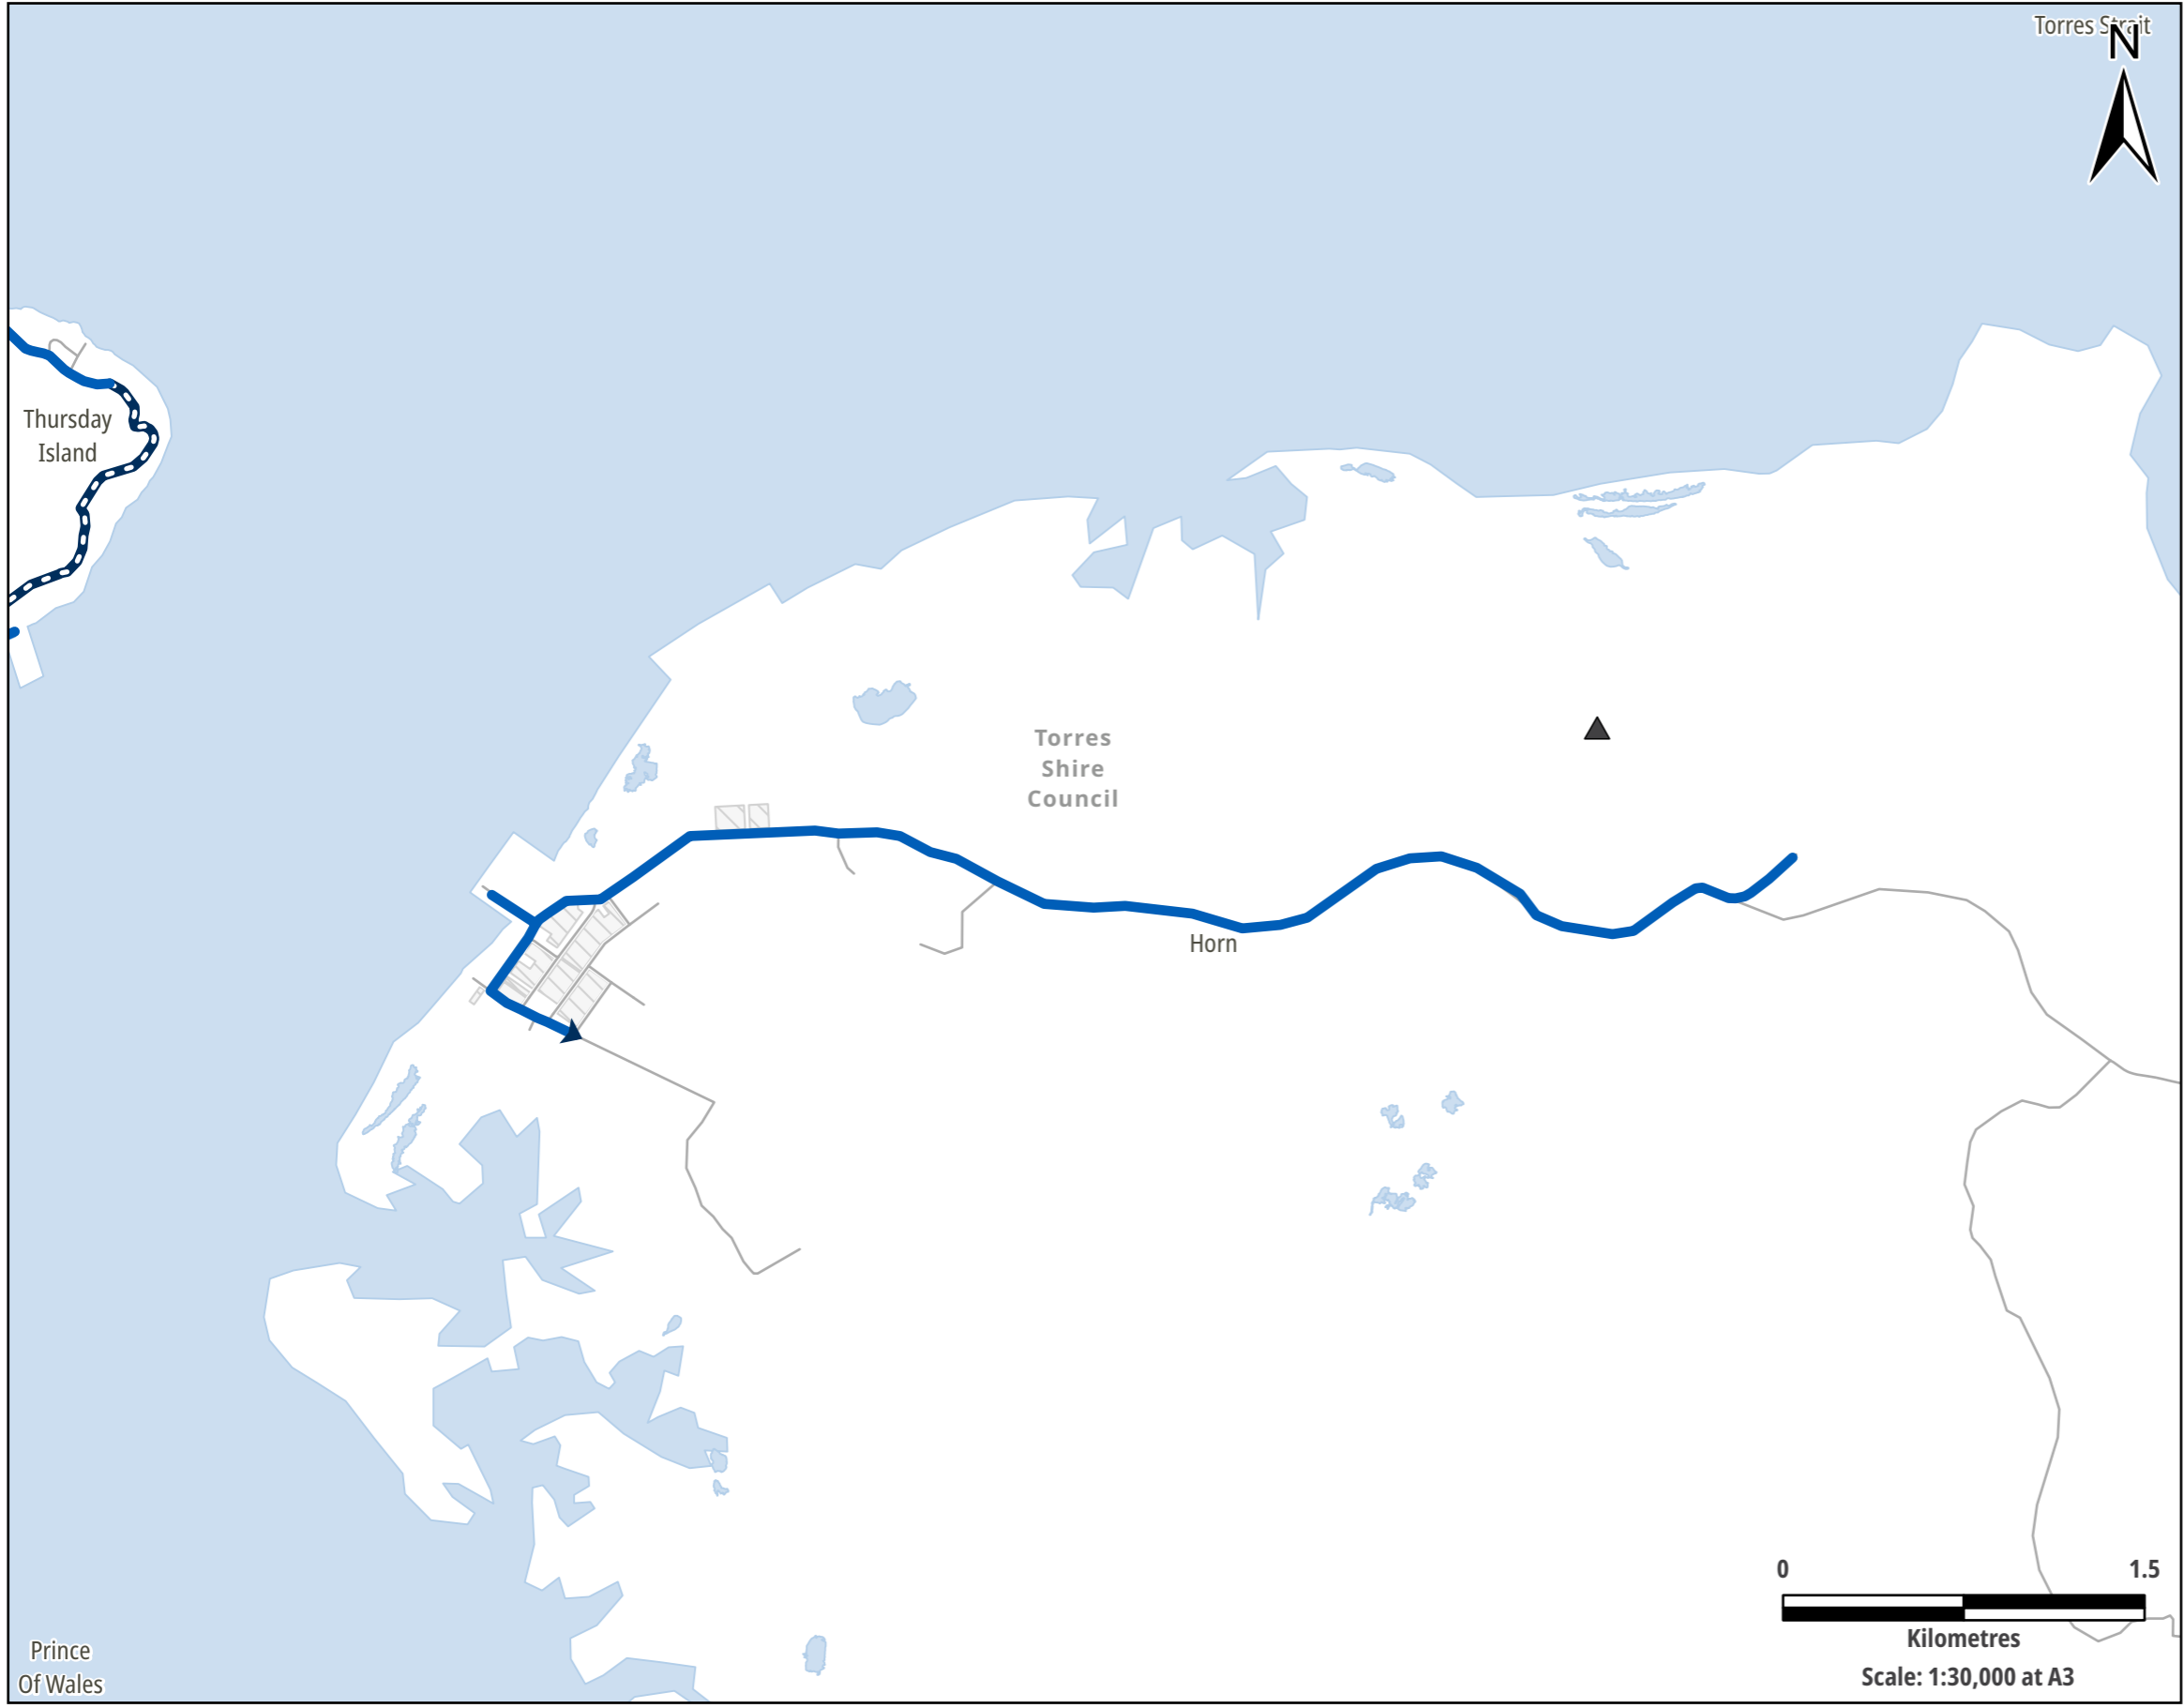 Torres Strait
N
Thursday
Island
Torres
Shire
Council
Horn
Prince
Of Wales
0 1.5
Kilometres
Scale: 1:30,000 at A3